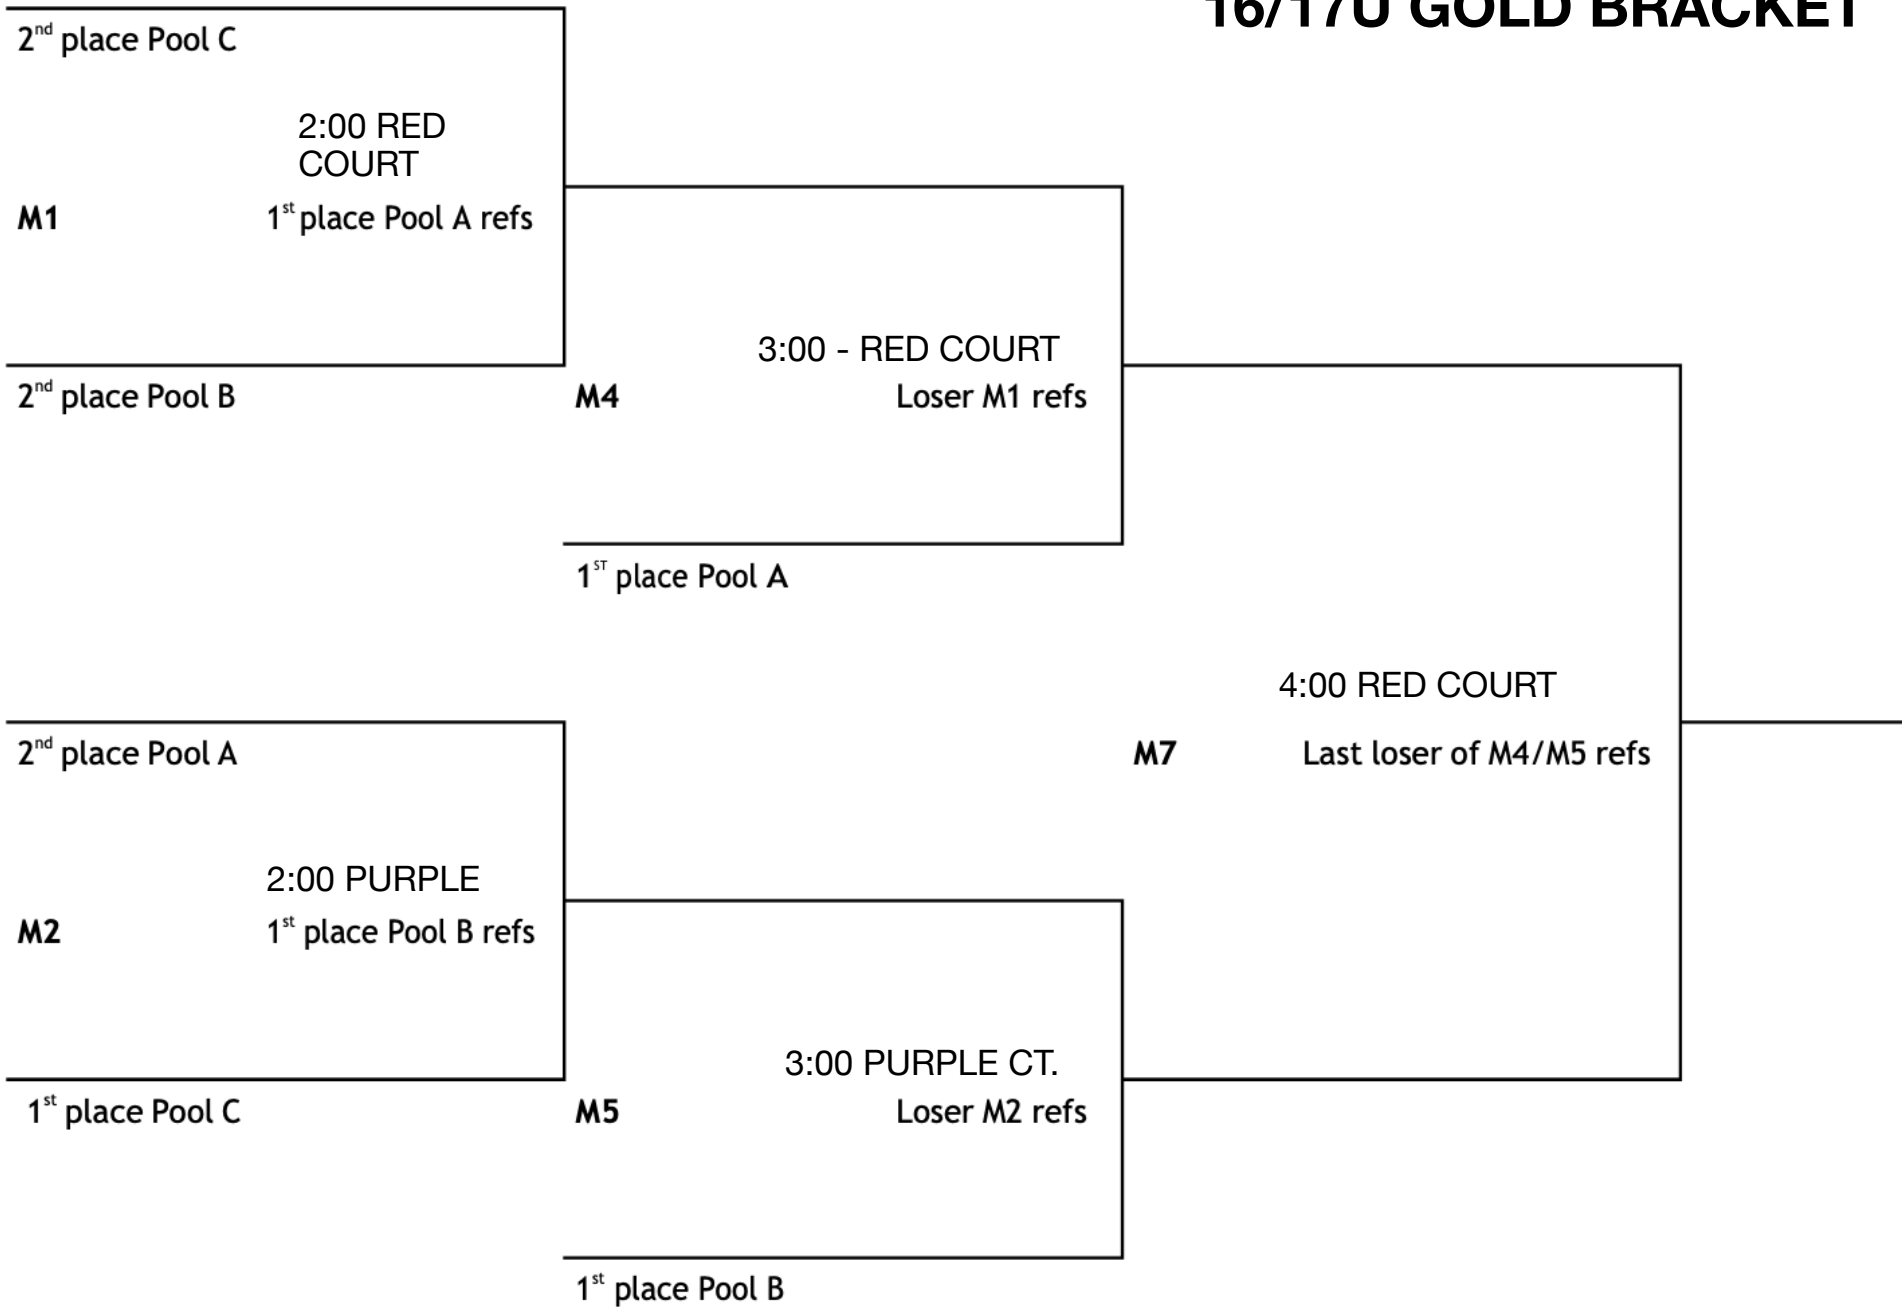 16/17U GOLD BRACKET
2nd place Pool C
2:00 RED
COURT
M1 1st place Pool A refs
3:00 - RED COURT
2nd place Pool B
M4 Loser M1 refs
1ST place Pool A
4:00 RED COURT
2nd place Pool A
M7 Last loser of M4/M5 refs
2:00 PURPLE
M2 1st place Pool B refs
3:00 PURPLE CT.
1st place Pool C
M5 Loser M2 refs
1st place Pool B